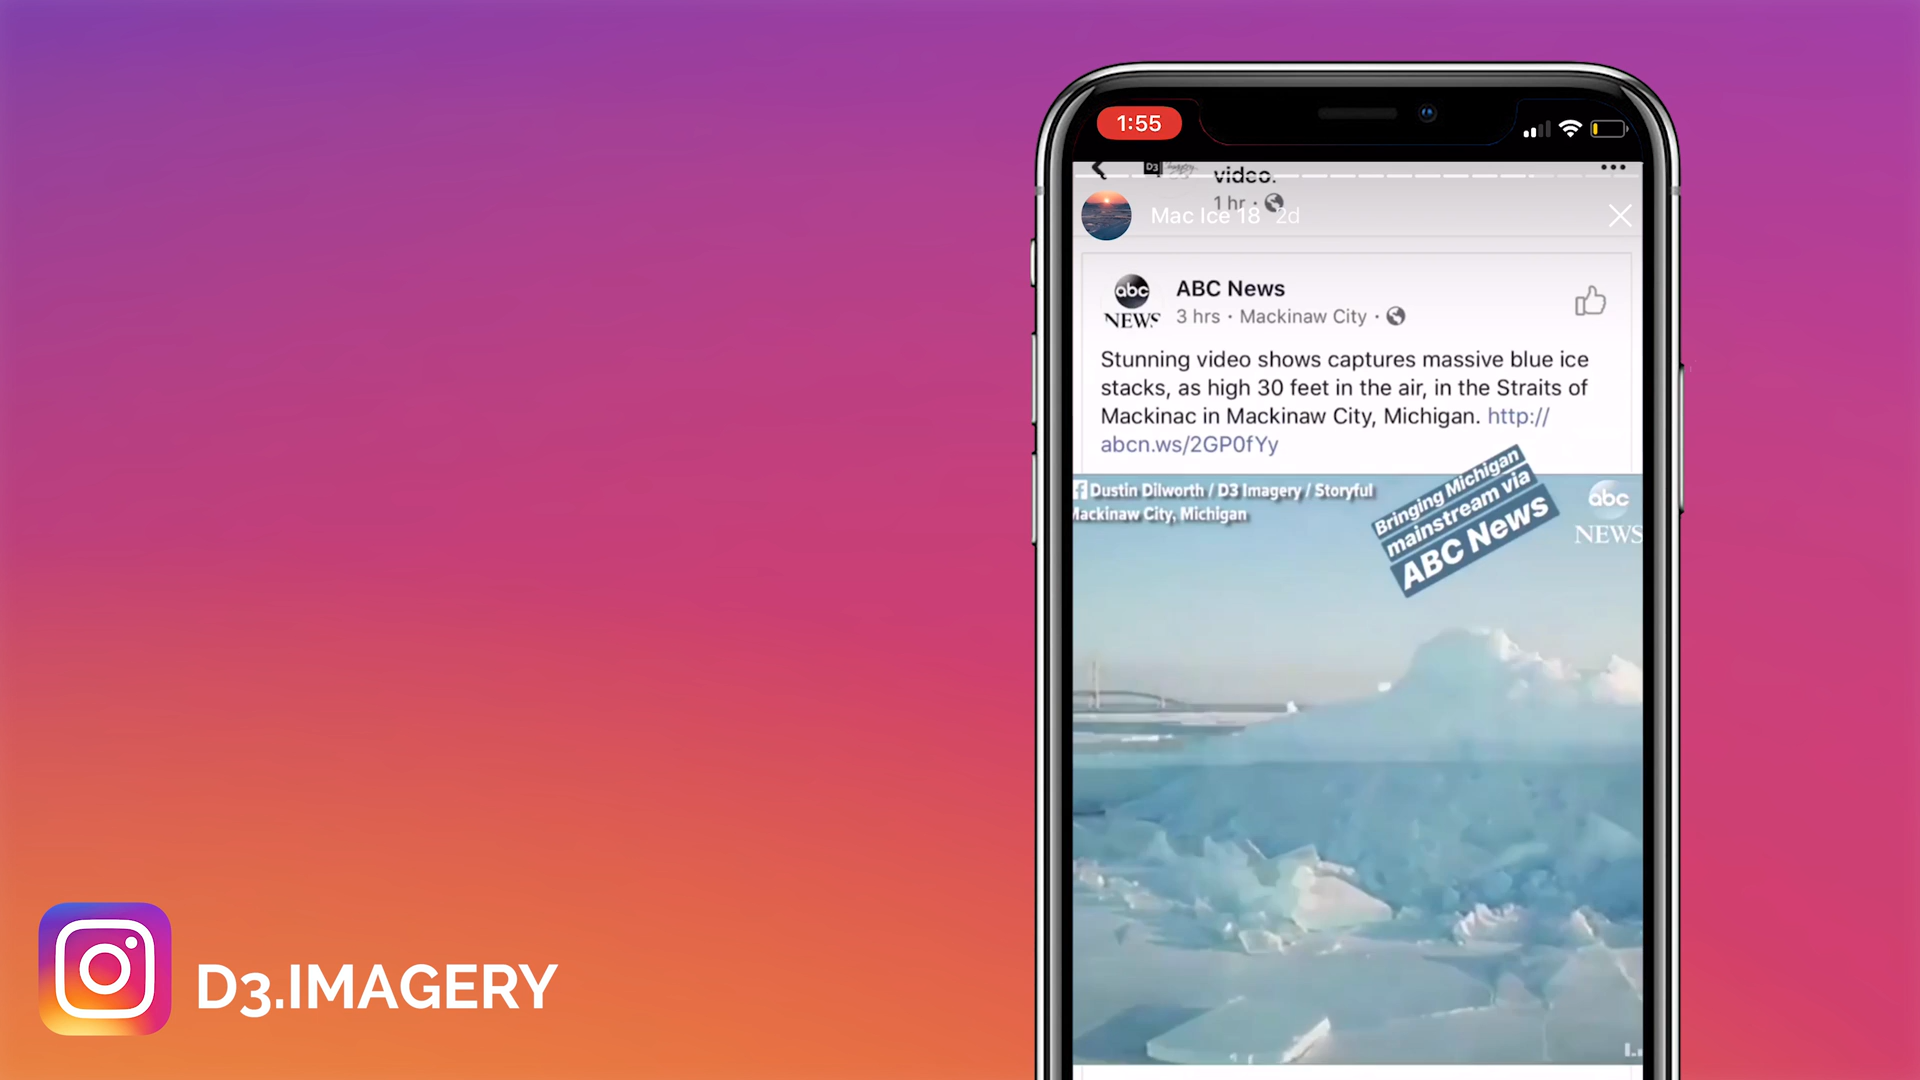 1:55
D3
video.
1 hr ·
Mac Ice 18 2d
abc
NEWS
ABC News
3 hrs · Mackinaw City ·
Stunning video shows captures massive blue ice
stacks, as high 30 feet in the air, in the Straits of
Mackinac in Mackinaw City, Michigan. http://
abcn.ws/2GP0fYy
Dustin Dilworth / D3 Imagery / Storyful
Mackinaw City, Michigan
Bringing Michigan
mainstream via
ABC News
abc
NEWS
D3.IMAGERY